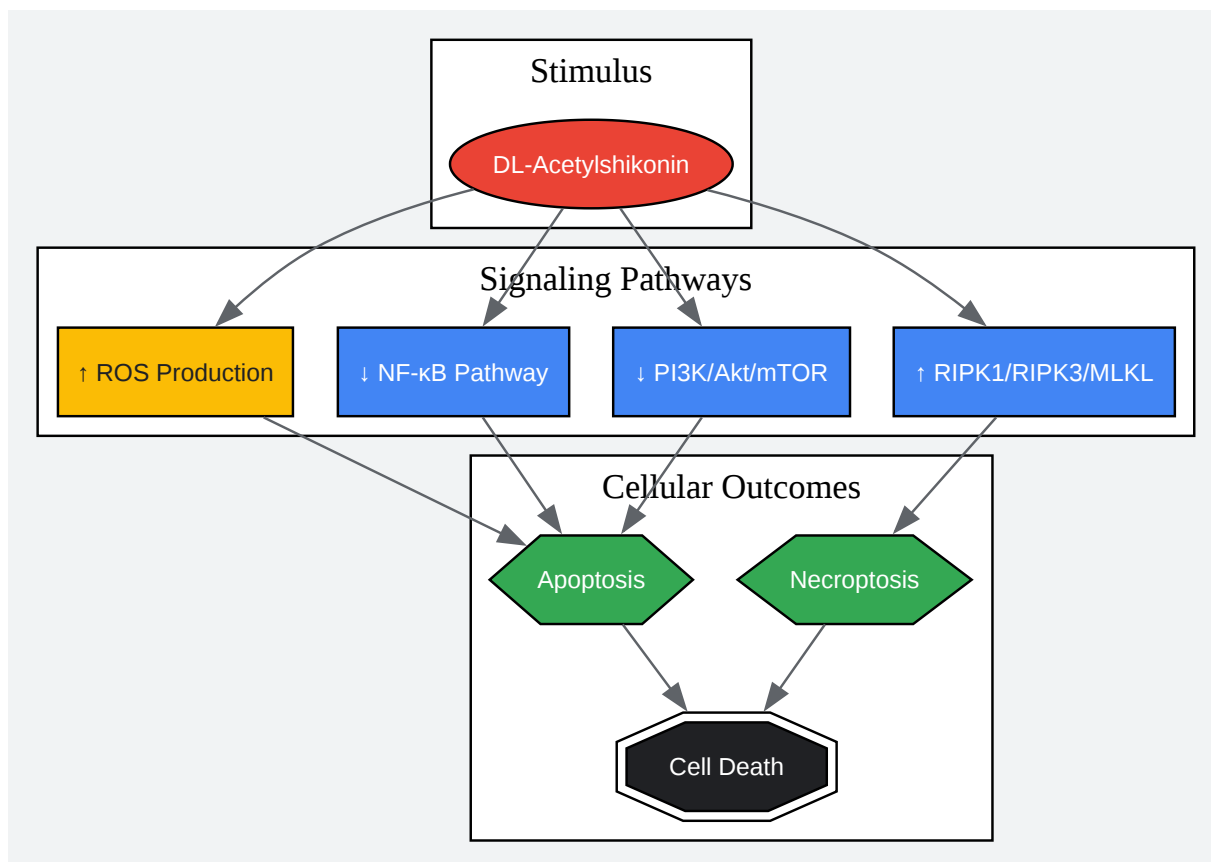 Stimulus
DL-Acetylshikonin
Signaling Pathways
↑ ROS Production
↓ NF-κB Pathway
↓ PI3K/Akt/mTOR
↑ RIPK1/RIPK3/MLKL
Cellular Outcomes
Apoptosis
Necroptosis
Cell Death